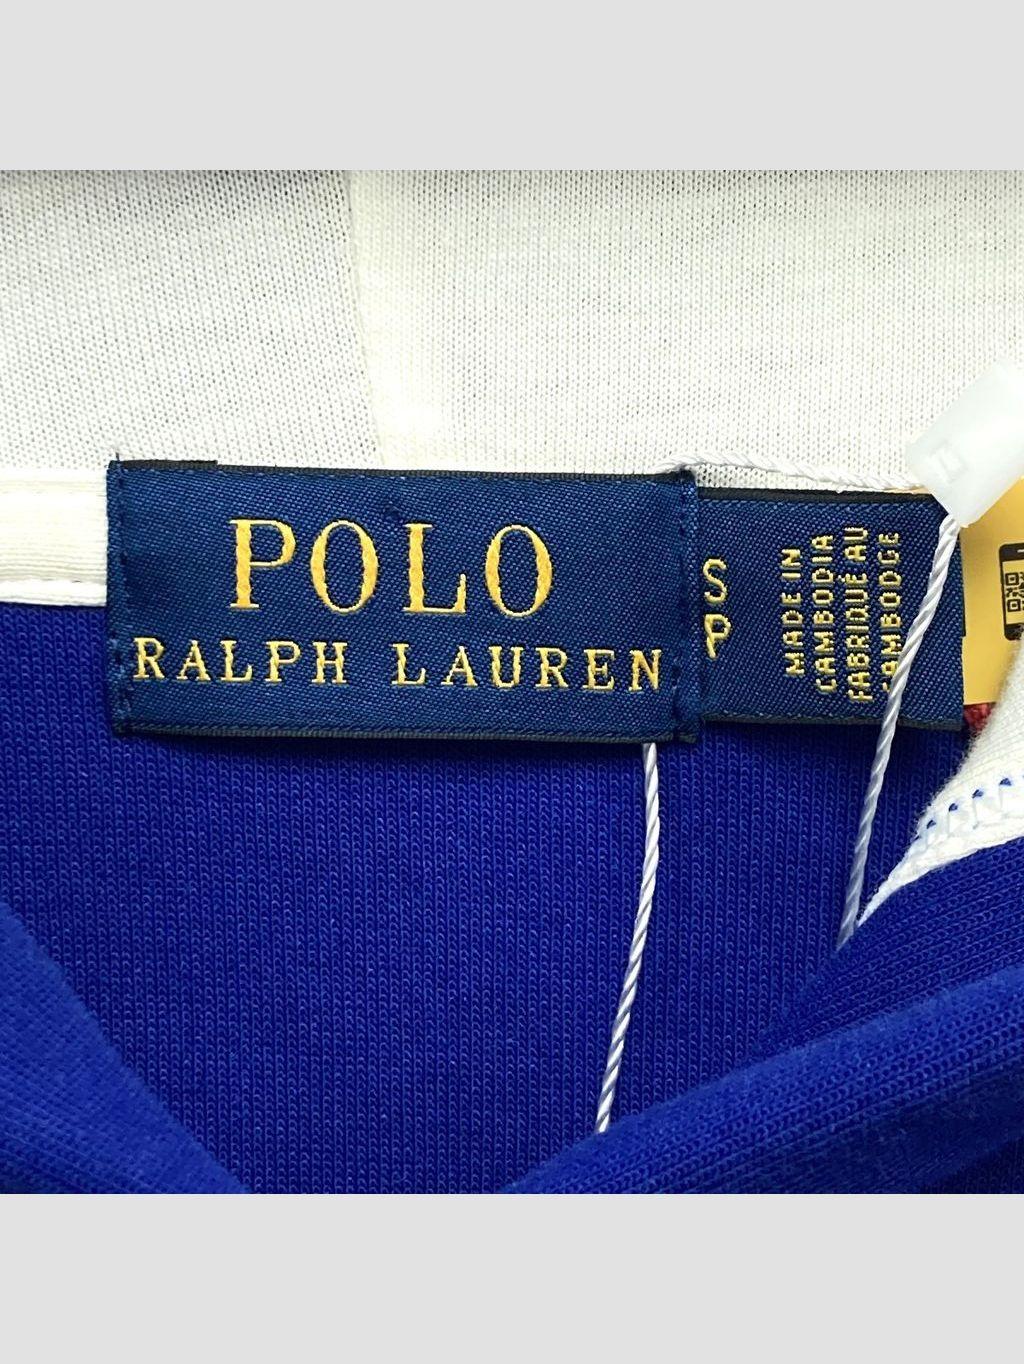 POLO
RALPH LAUREN
S
P
MADE IN
CAMBODIA
FABRIQUÉ AU
CAMBODGE